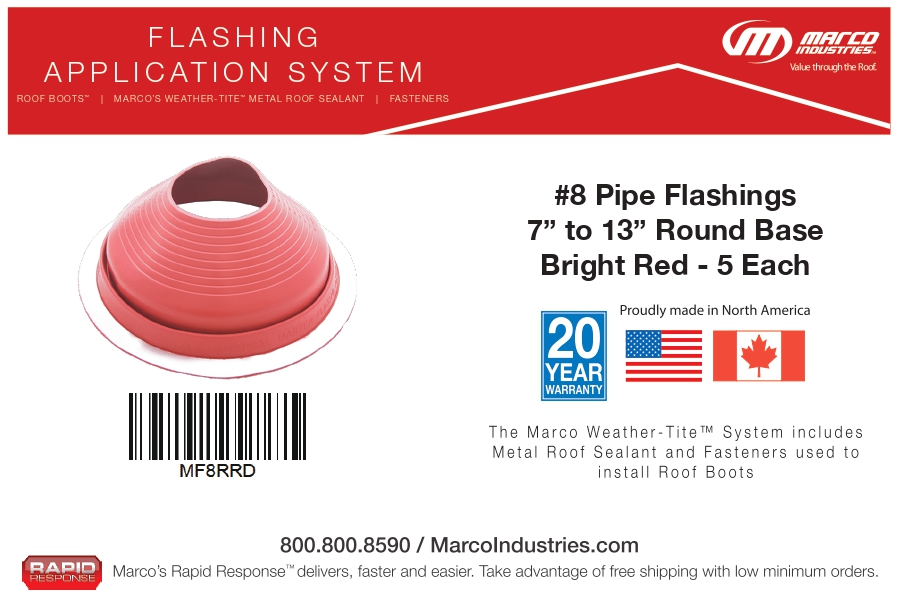 FLASHING
APPLICATION SYSTEM
ROOF BOOTS™ | MARCO'S WEATHER-TITE™ METAL ROOF SEALANT | FASTENERS
MARCO
INDUSTRIES™
Value through the Roof.
#8 Pipe Flashings
7” to 13” Round Base
Bright Red - 5 Each
Proudly made in North America
20
YEAR
WARRANTY
MF8RRD
The Marco Weather-Tite™ System includes
Metal Roof Sealant and Fasteners used to
install Roof Boots
800.800.8590 / MarcoIndustries.com
RAPID
RESPONSE
Marco’s Rapid Response™ delivers, faster and easier. Take advantage of free shipping with low minimum orders.